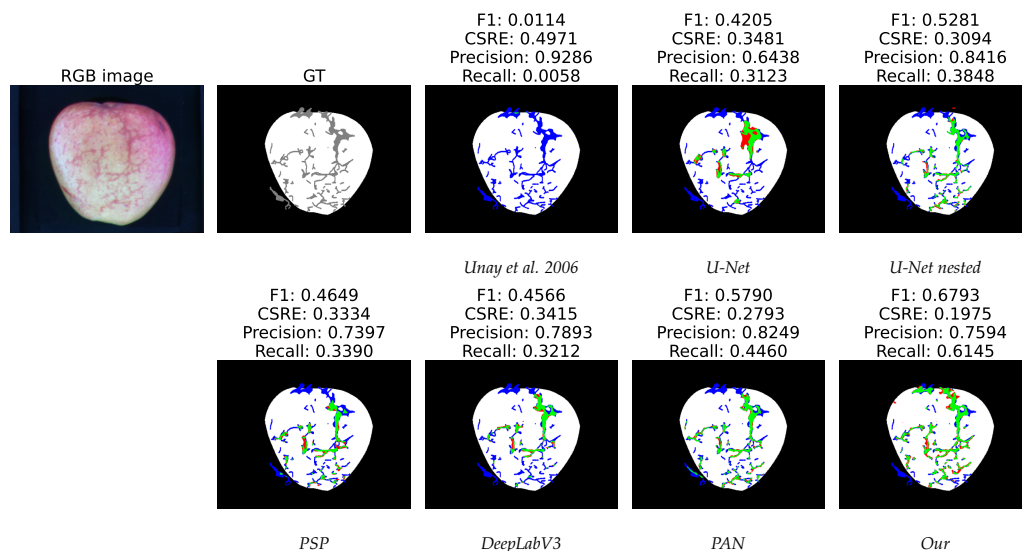 RGB image
GT
F1: 0.0114
CSRE: 0.4971
Precision: 0.9286
Recall: 0.0058
F1: 0.4205
CSRE: 0.3481
Precision: 0.6438
Recall: 0.3123
F1: 0.5281
CSRE: 0.3094
Precision: 0.8416
Recall: 0.3848
Unay et al. 2006
U-Net
U-Net nested
F1: 0.4649
CSRE: 0.3334
Precision: 0.7397
Recall: 0.3390
F1: 0.4566
CSRE: 0.3415
Precision: 0.7893
Recall: 0.3212
F1: 0.5790
CSRE: 0.2793
Precision: 0.8249
Recall: 0.4460
F1: 0.6793
CSRE: 0.1975
Precision: 0.7594
Recall: 0.6145
PSP
DeepLabV3
PAN
Our